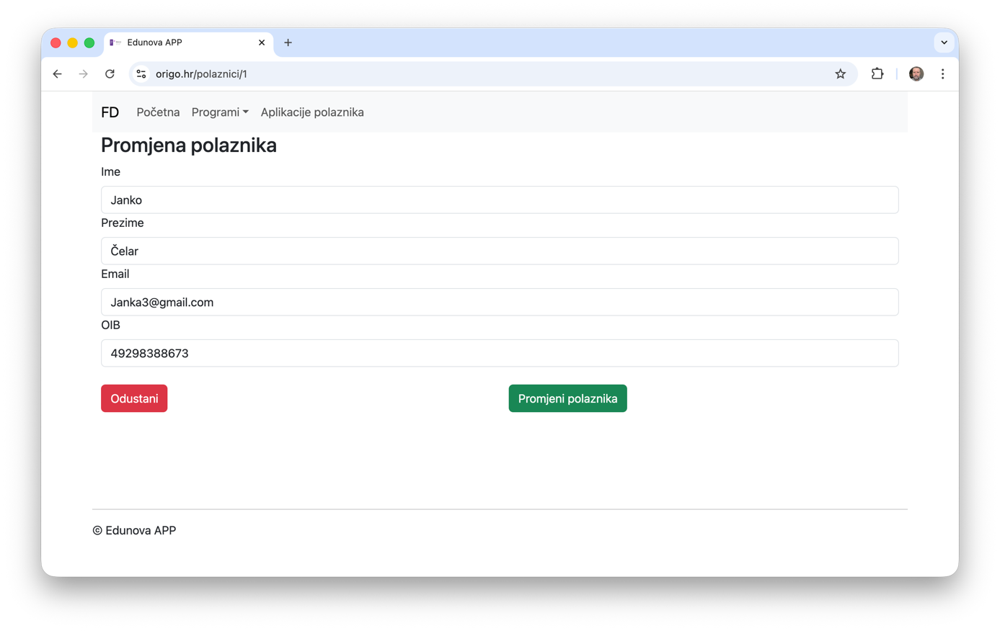 Edunova APP
origo.hr/polaznici/1
FD Početna Programi Aplikacije polaznika
Promjena polaznika
Ime
Janko
Prezime
Čelar
Email
Janka3@gmail.com
OIB
49298388673
Odustani Promjeni polaznika
© Edunova APP